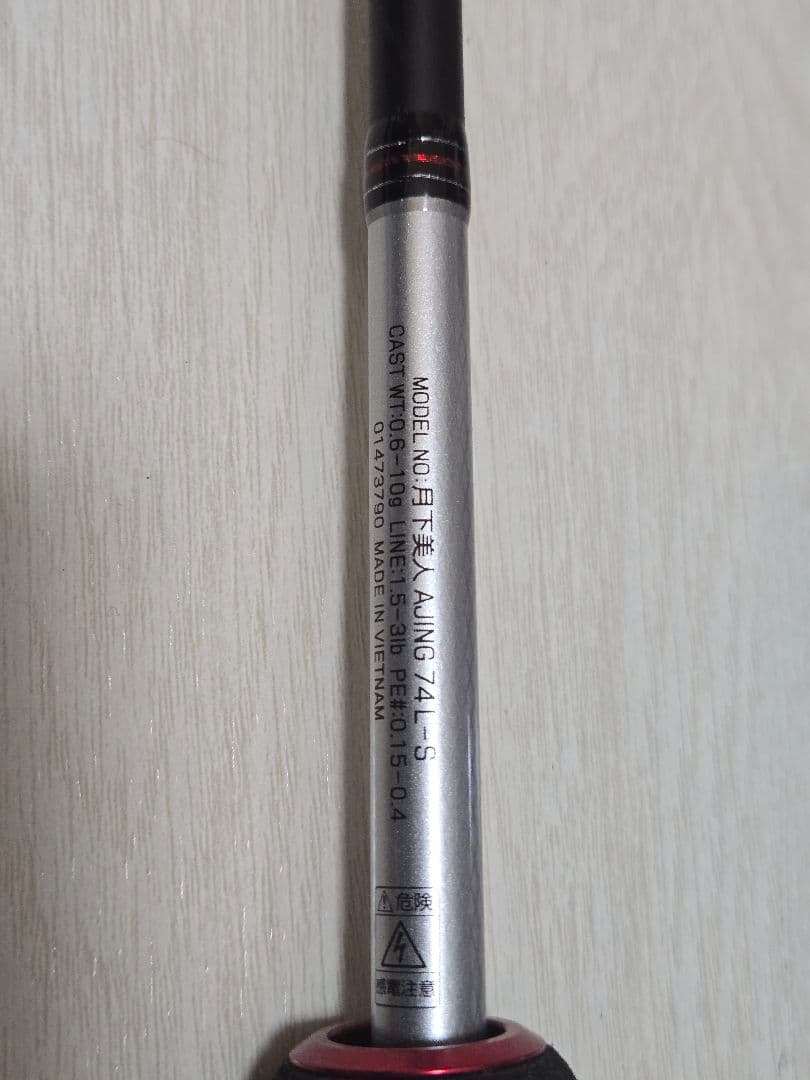 MODEL NO:月下美人 AJING 74L-S
CAST WT:0.6-10g LINE:1.5-3lb PE#:0.15-0.4
01473790 MADE IN VIETNAM
⚠危険
感電注意